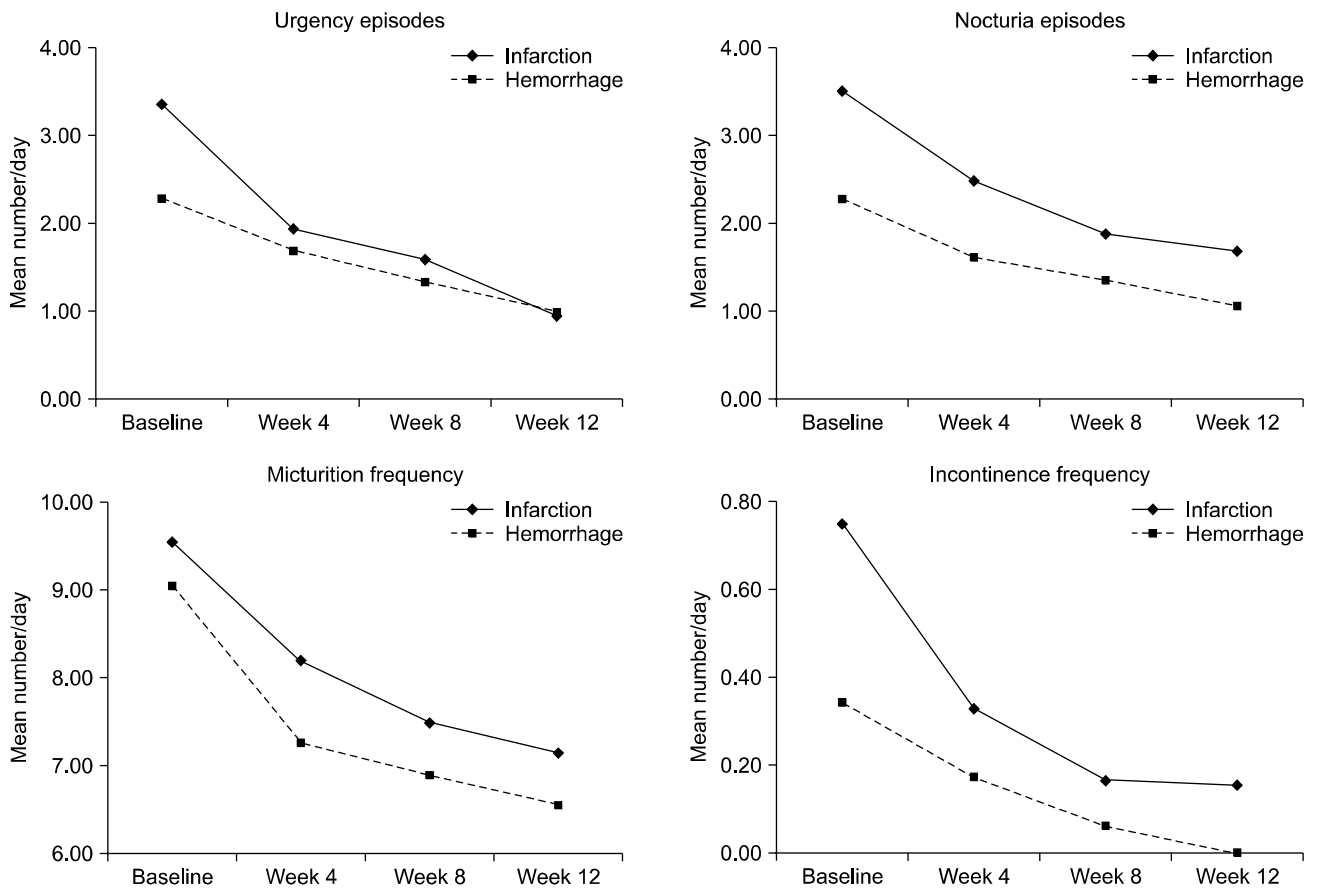 Urgency episodes
4.00
3.00
2.00
1.00
0.00
Mean number/day
Infarction
Hemorrhage
Baseline Week 4 Week 8 Week 12
Nocturia episodes
4.00
3.00
2.00
1.00
0.00
Mean number/day
Infarction
Hemorrhage
Baseline Week 4 Week 8 Week 12
Micturition frequency
10.00
9.00
8.00
7.00
6.00
Mean number/day
Infarction
Hemorrhage
Baseline Week 4 Week 8 Week 12
Incontinence frequency
0.80
0.60
0.40
0.20
0.00
Mean number/day
Infarction
Hemorrhage
Baseline Week 4 Week 8 Week 12